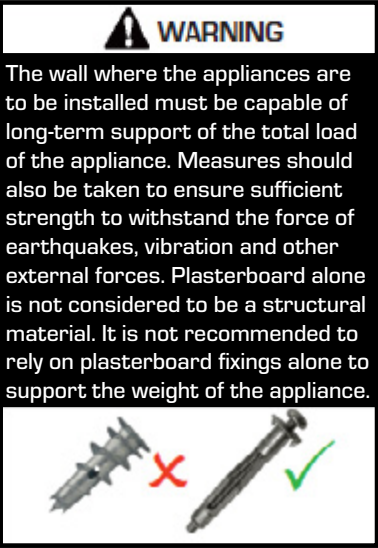 WARNING
The wall where the appliances are
to be installed must be capable of
long-term support of the total load
of the appliance. Measures should
also be taken to ensure sufficient
strength to withstand the force of
earthquakes, vibration and other
external forces. Plasterboard alone
is not considered to be a structural
material. It is not recommended to
rely on plasterboard fixings alone to
support the weight of the appliance.